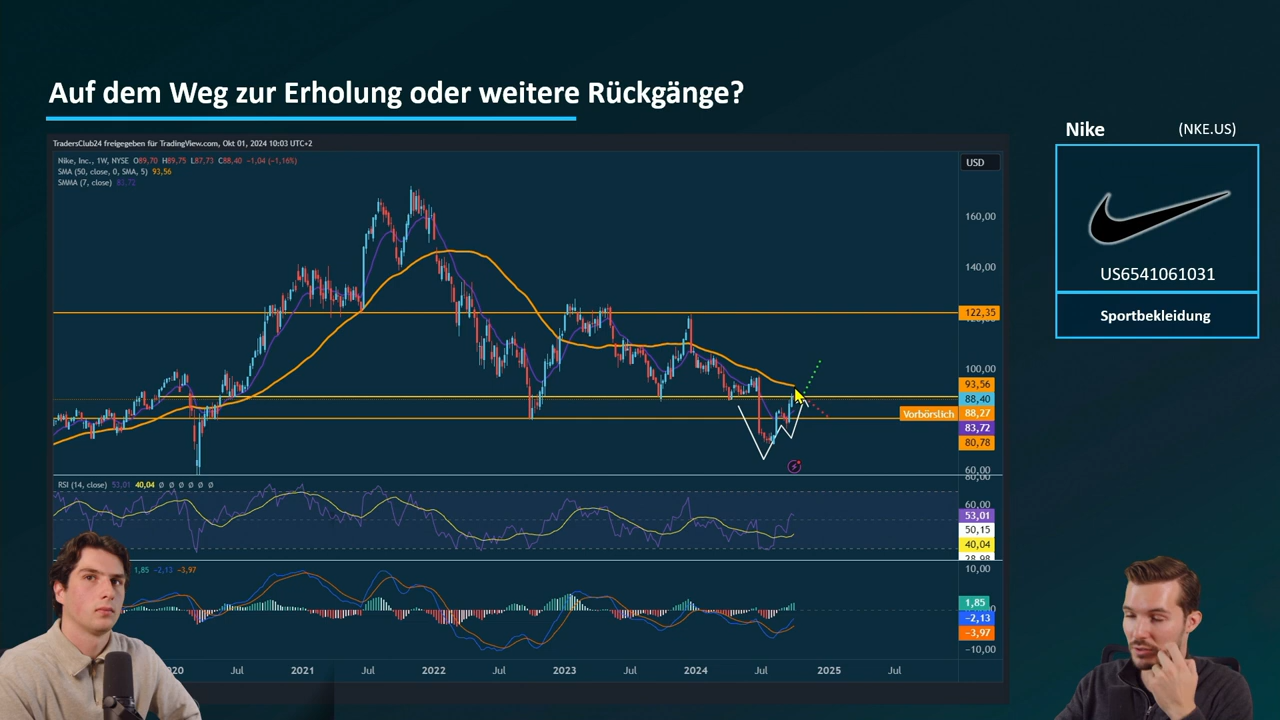 Auf dem Weg zur Erholung oder weitere Rückgänge?
Nike (NKE.US)
US6541061031
Sportbekleidung
TradersClub24 freigegeben für TradingView.com, Okt 01, 2024 10:03 UTC+2
Nike, Inc., 1W, NYSE O89,70 H89,75 L87,73 C88,40 −1,04 (−1,16%)
SMA (50, close, 0, SMA, 5) 93,56
SMMA (7, close) 83,72
USD
160,00
140,00
122,35
100,00
93,56
88,40
Vorbörslich 88,27
83,72
80,78
60,00
80,00
RSI (14, close) 53,01 40,04 Ø Ø Ø Ø Ø Ø
60,00
53,01
50,15
40,04
28,98
10,00
1,85 −2,13 −3,97
1,85
−2,13
−3,97
−10,00
Jul 2021 Jul 2022 Jul 2023 Jul 2024 Jul 2025 Jul